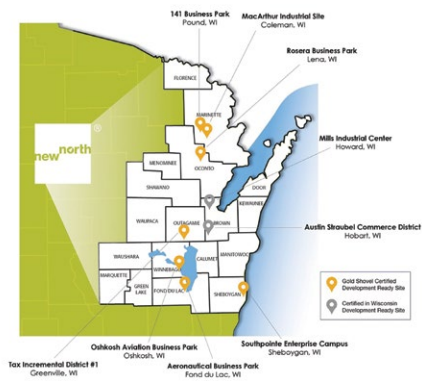 141 Business Park
Pound, WI
MacArthur Industrial Site
Coleman, WI
Rosera Business Park
Lena, WI
FLORENCE
MARINETTE
new north®
OCONTO
MENOMINEE
Mills Industrial Center
Howard, WI
SHAWANO
DOOR
KEWAUNEE
WAUPACA
OUTAGAMIE
BROWN
Austin Straubel Commerce District
Hobart, WI
WAUSHARA
WINNEBAGO
CALUMET
MANITOWOC
MARQUETTE
GREEN
LAKE
FOND DU LAC
SHEBOYGAN
Gold Shovel Certified
Development Ready Site
Certified in Wisconsin
Development Ready Site
Southpointe Enterprise Campus
Sheboygan, WI
Oshkosh Aviation Business Park
Oshkosh, WI
Tax Incremental District #1
Greenville, WI
Aeronautical Business Park
Fond du Lac, WI